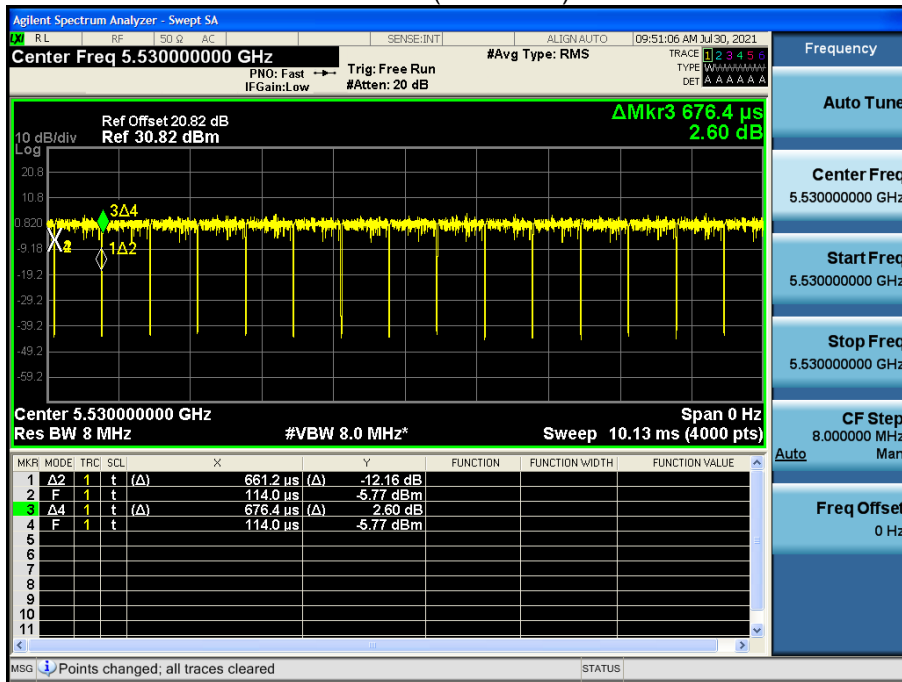 Agilent Spectrum Analyzer - Swept SA
LXI RL RF 50 Ω AC SENSE:INT ALIGN AUTO 09:51:06 AM Jul 30, 2021
Center Freq 5.530000000 GHz #Avg Type: RMS TRACE 1 2 3 4 5 6
PNO: Fast Trig: Free Run TYPE WWWWWW
IFGain:Low #Atten: 20 dB DET A A A A A A
Ref Offset 20.82 dB ΔMkr3 676.4 µs
10 dB/div Ref 30.82 dBm 2.60 dB
Log
20.8
10.8
0.820
-9.18
-19.2
-29.2
-39.2
-49.2
-59.2
3Δ4
1Δ2
Center 5.530000000 GHz Span 0 Hz
Res BW 8 MHz #VBW 8.0 MHz* Sweep 10.13 ms (4000 pts)
MKR MODE TRC SCL X Y FUNCTION FUNCTION WIDTH FUNCTION VALUE
1 Δ2 1 t (Δ) 661.2 µs (Δ) -12.16 dB
2 F 1 t 114.0 µs -5.77 dBm
3 Δ4 1 t (Δ) 676.4 µs (Δ) 2.60 dB
4 F 1 t 114.0 µs -5.77 dBm
5
6
7
8
9
10
11
MSG Points changed; all traces cleared STATUS
Frequency
Auto Tune
Center Freq
5.530000000 GHz
Start Freq
5.530000000 GHz
Stop Freq
5.530000000 GHz
CF Step
8.000000 MHz
Auto Man
Freq Offset
0 Hz